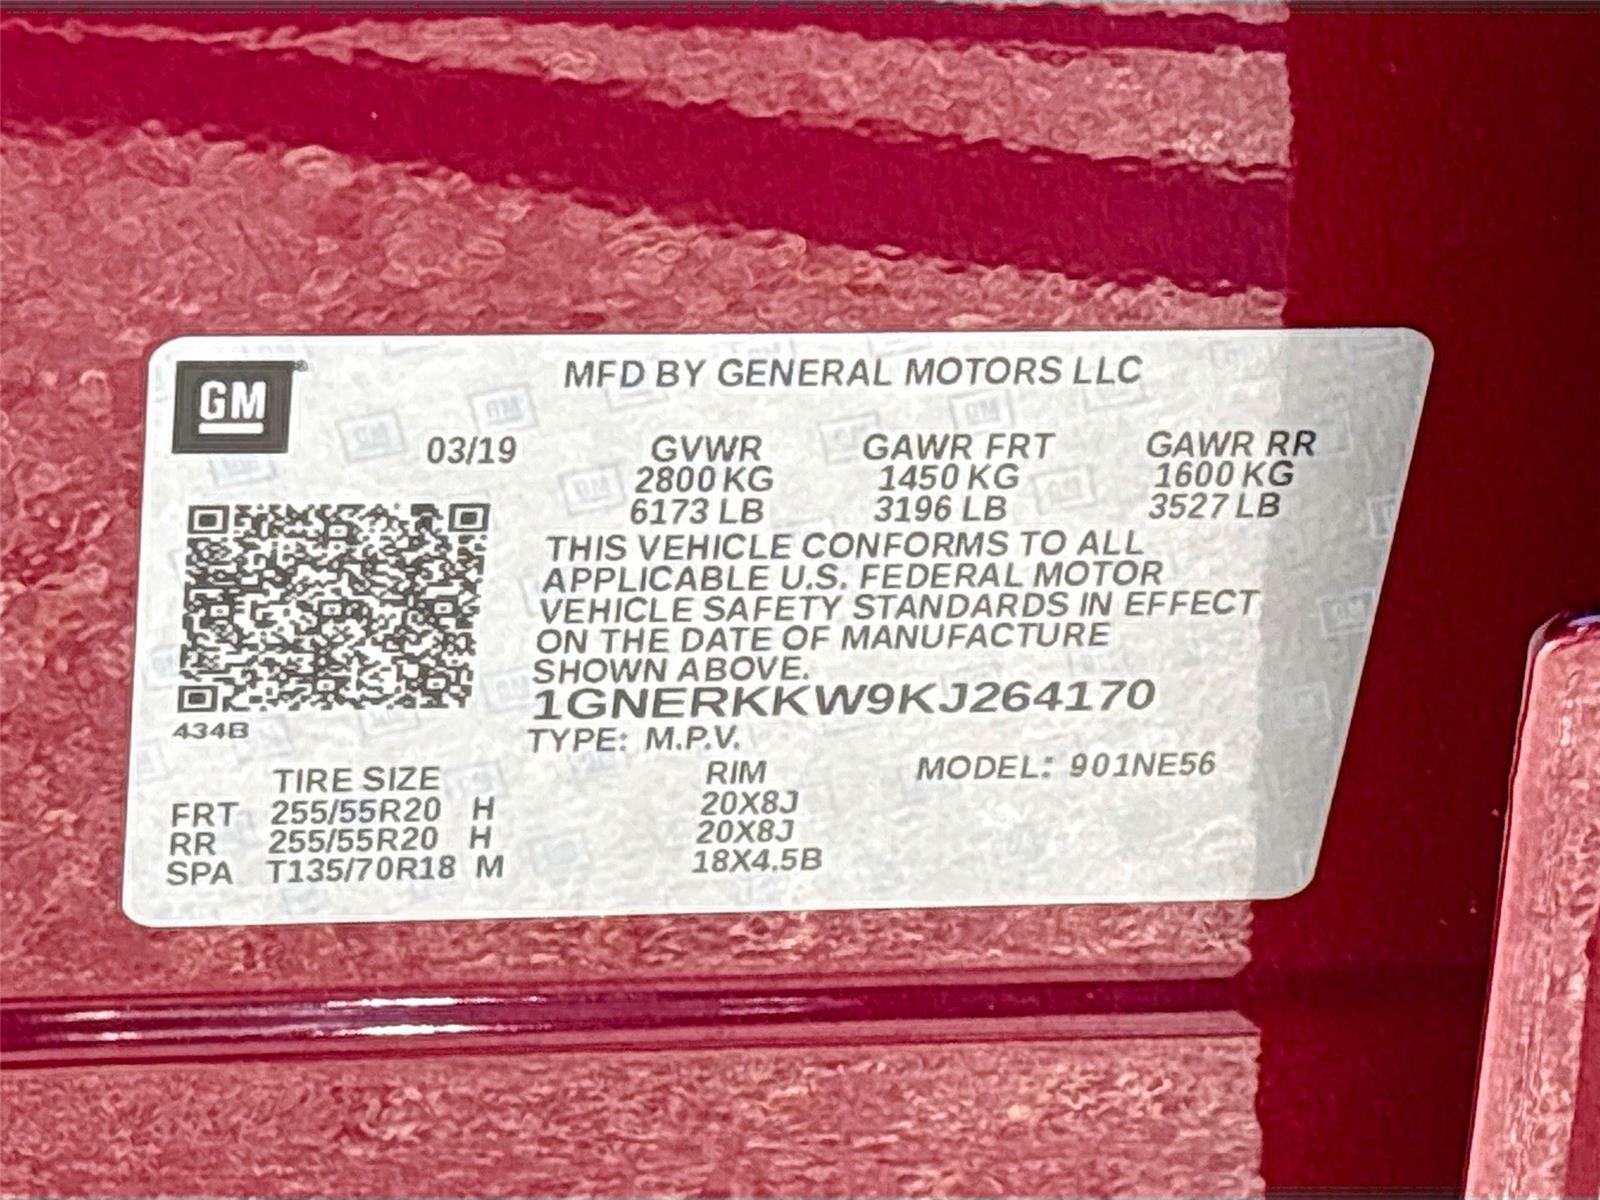 GM
MFD BY GENERAL MOTORS LLC
03/19 GVWR GAWR FRT GAWR RR
2800 KG 1450 KG 1600 KG
6173 LB 3196 LB 3527 LB
THIS VEHICLE CONFORMS TO ALL
APPLICABLE U.S. FEDERAL MOTOR
VEHICLE SAFETY STANDARDS IN EFFECT
ON THE DATE OF MANUFACTURE
SHOWN ABOVE.
1GNERKKW9KJ264170
434B
TYPE: M.P.V.
TIRE SIZE RIM MODEL: 901NE56
FRT 255/55R20 H 20X8J
RR 255/55R20 H 20X8J
SPA T135/70R18 M 18X4.5B